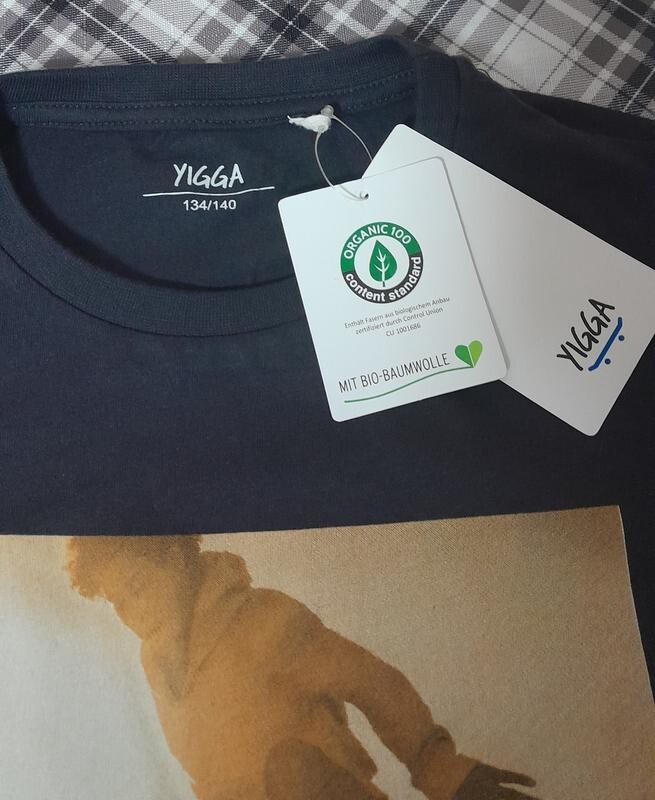 YIGGA
134/140
ORGANIC 100
content standard
Enthält Fasern aus biologischem Anbau
zertifiziert durch Control Union
CU 1001686
MIT BIO-BAUMWOLLE
YIGGA